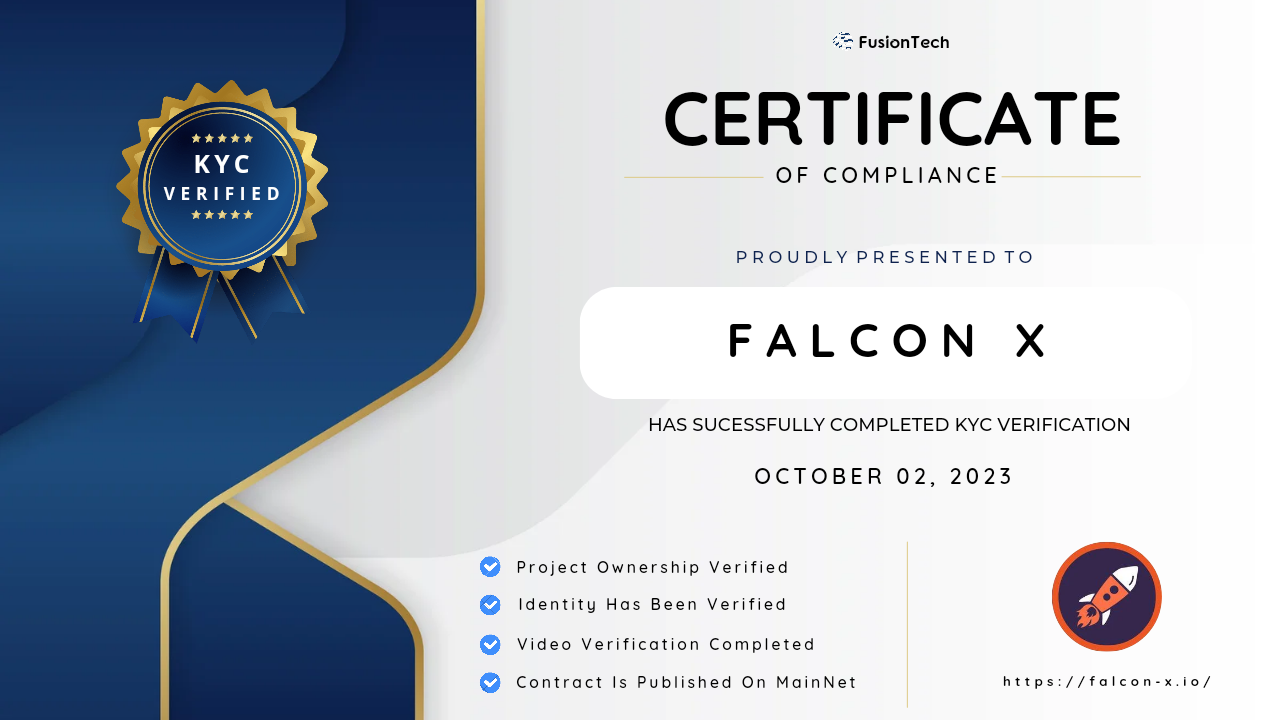 FusionTech
CERTIFICATE
OF COMPLIANCE
KYC
VERIFIED
PROUDLY PRESENTED TO
FALCON X
HAS SUCESSFULLY COMPLETED KYC VERIFICATION
OCTOBER 02, 2023
Project Ownership Verified
Identity Has Been Verified
Video Verification Completed
Contract Is Published On MainNet
https://falcon-x.io/